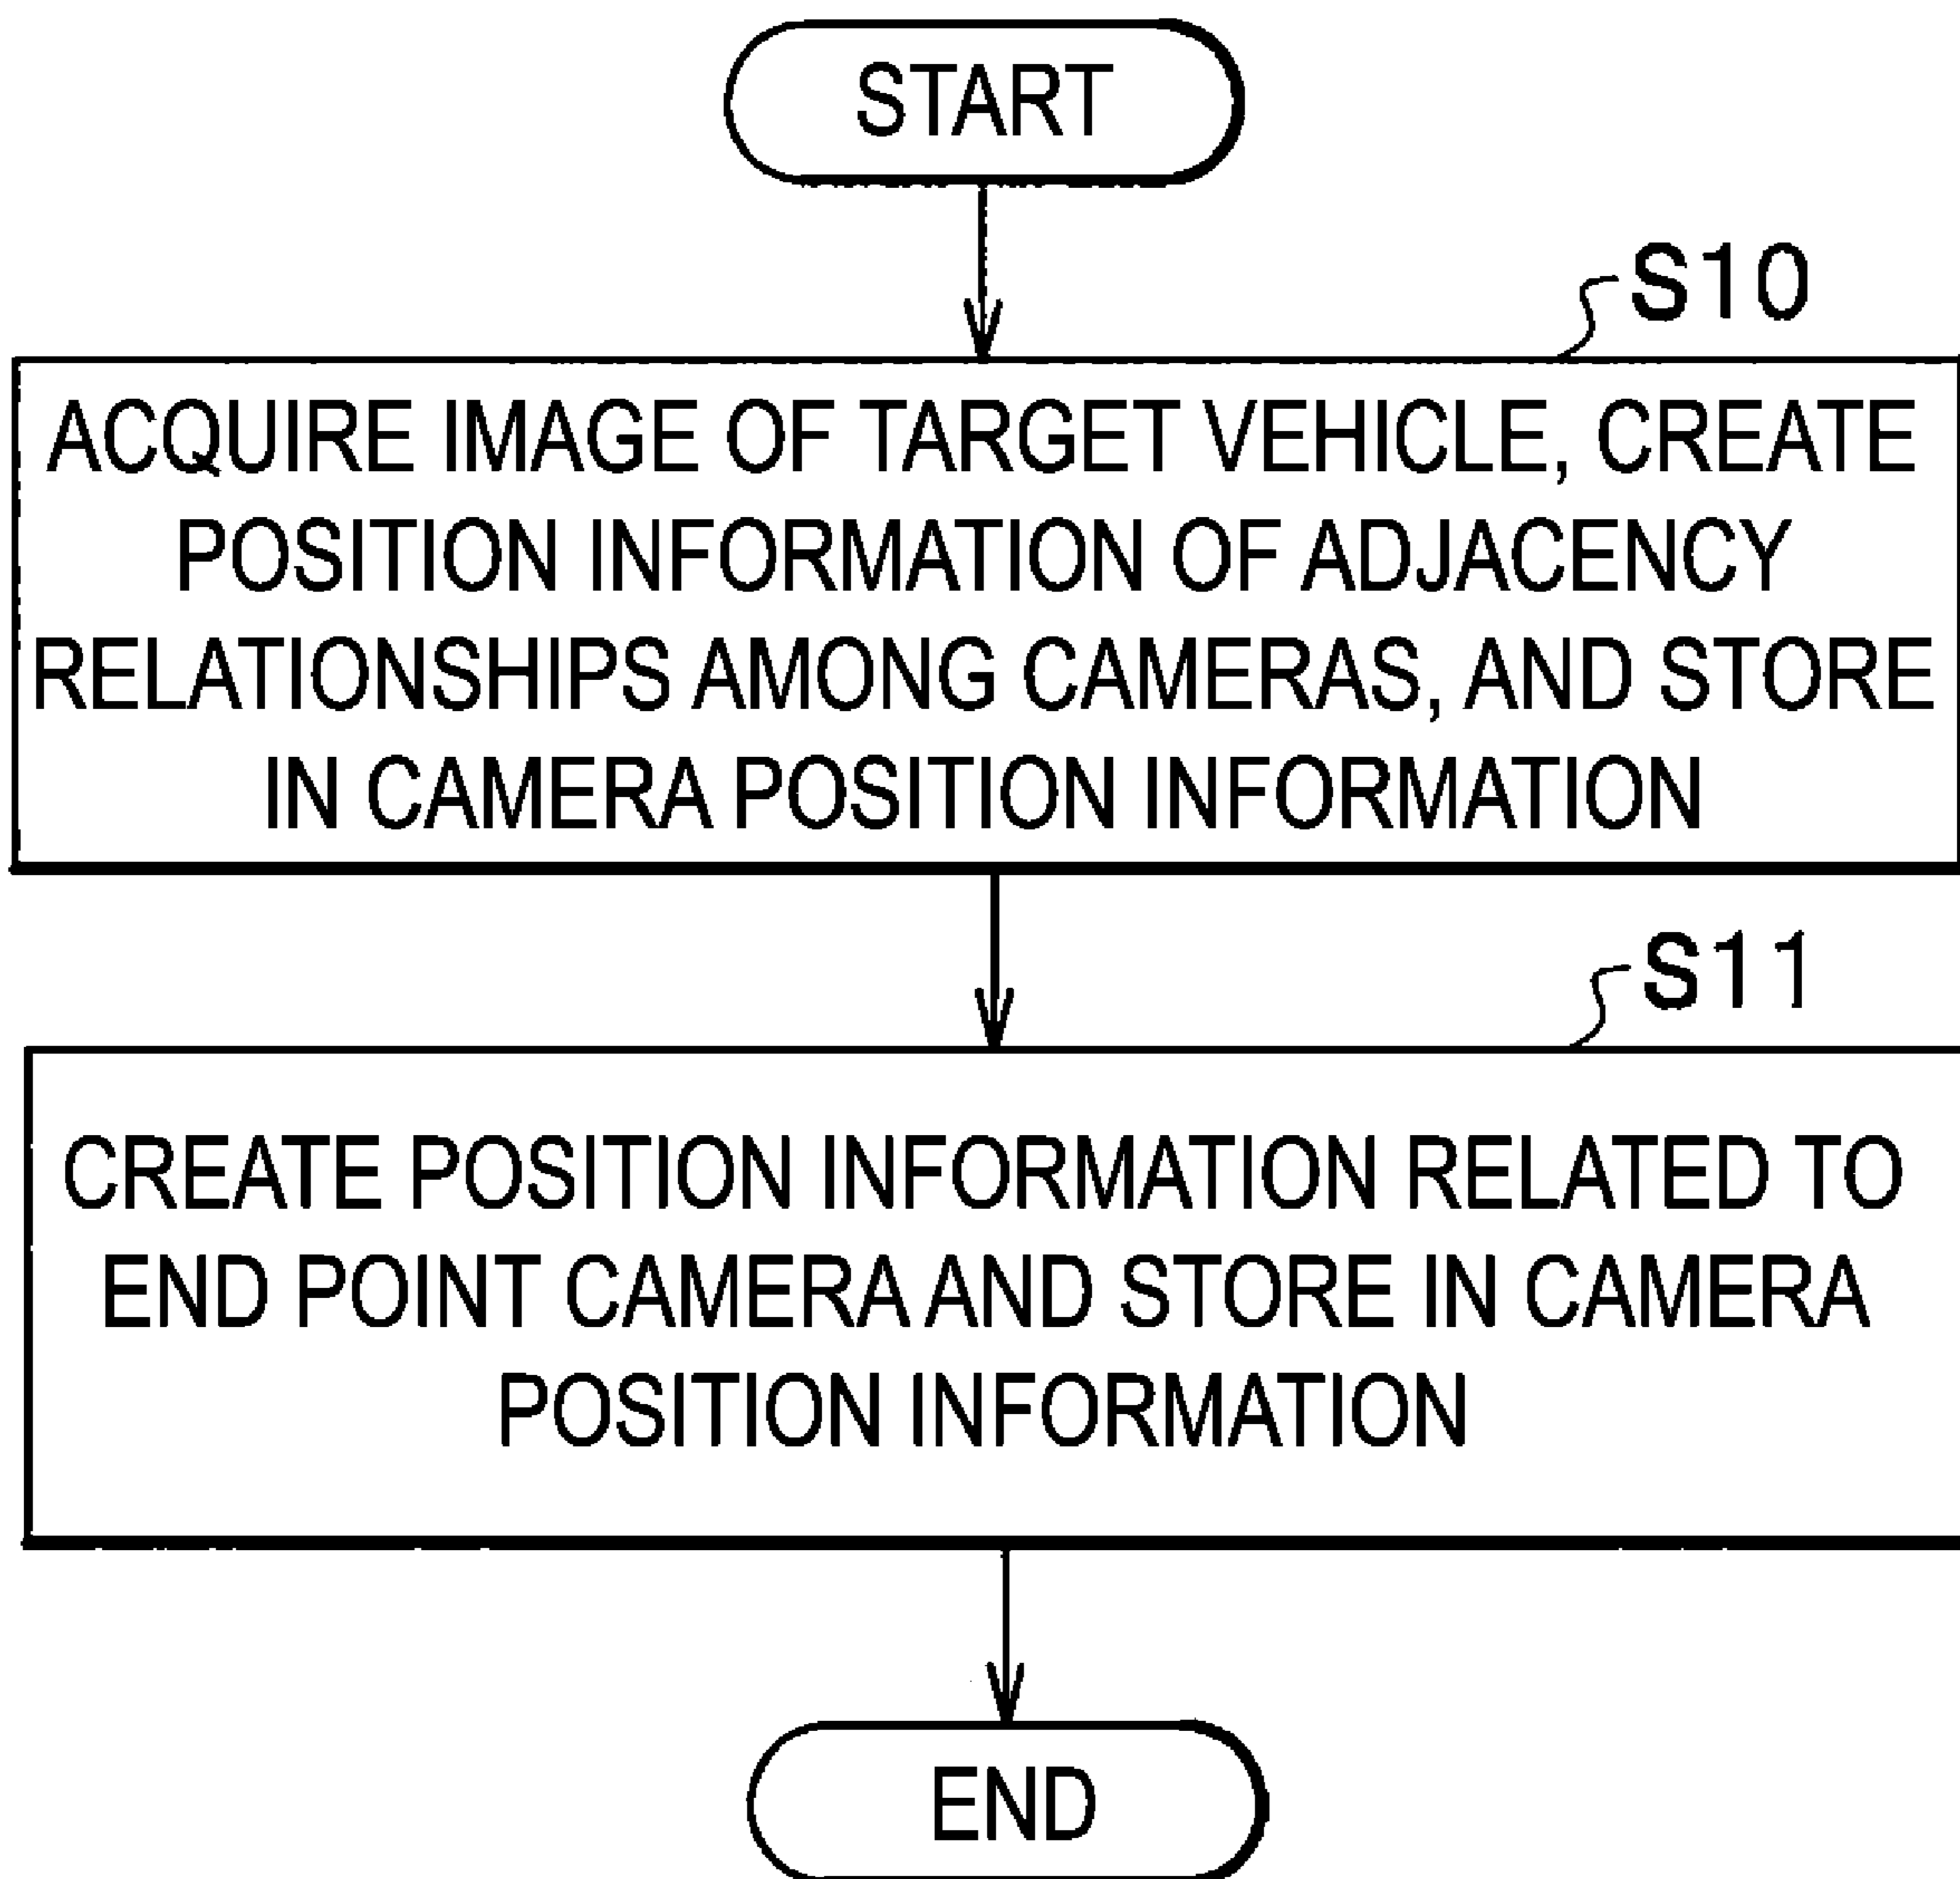 START
S10
ACQUIRE IMAGE OF TARGET VEHICLE, CREATE
POSITION INFORMATION OF ADJACENCY
RELATIONSHIPS AMONG CAMERAS, AND STORE
IN CAMERA POSITION INFORMATION
S11
CREATE POSITION INFORMATION RELATED TO
END POINT CAMERA AND STORE IN CAMERA
POSITION INFORMATION
END